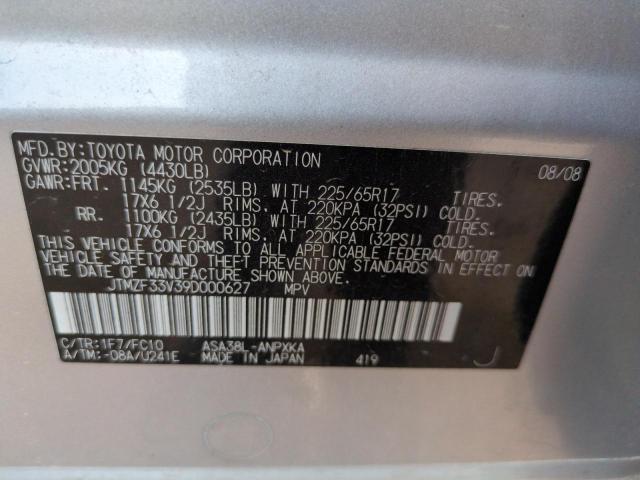 MFD.BY:TOYOTA MOTOR CORPORATION 08/08
GVWR:2005KG (4430LB)
GAWR:FRT. 1145KG (2535LB) WITH 225/65R17 TIRES.
17X6 1/2J RIMS. AT 220KPA (32PSI) COLD.
RR. 1100KG (2435LB) WITH 225/65R17 TIRES.
17X6 1/2J RIMS. AT 220KPA (32PSI) COLD.
THIS VEHICLE CONFORMS TO ALL APPLICABLE FEDERAL MOTOR
VEHICLE SAFETY AND THEFT PREVENTION STANDARDS IN EFFECT ON
THE DATE OF MANUFACTURE SHOWN ABOVE.
JTMZF33V39D000627 MPV
C/TR:1F7/FC10 ASA38L-ANPXKA
A/TM:-08A/U241E MADE IN JAPAN 419 J